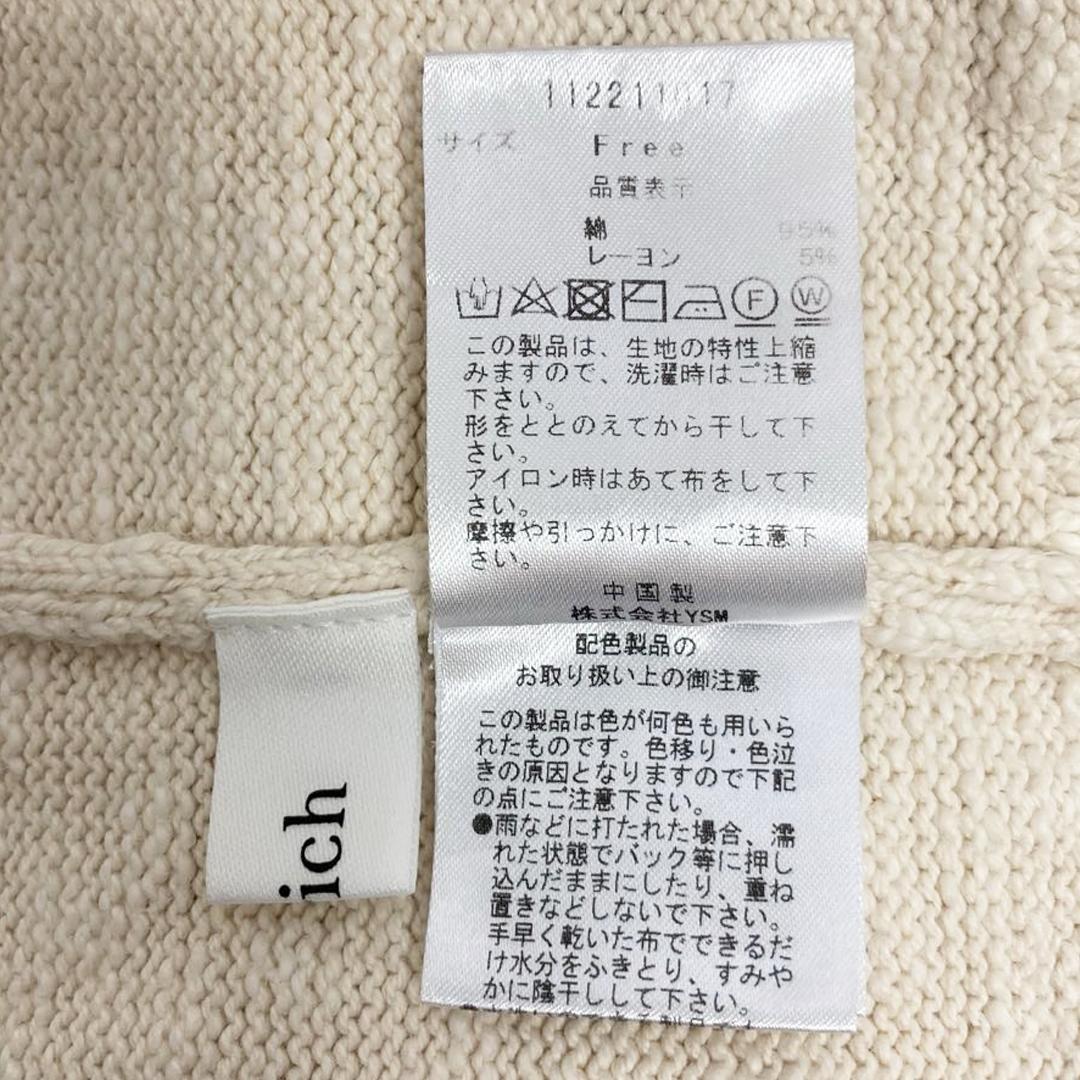 112211017
サイズ Free
品質表示
綿 95%
レーヨン 5%
F W
この製品は、生地の特性上縮
みますので、洗濯時はご注意
下さい。
形をととのえてから干して下
さい。
アイロン時はあて布をして下
さい。
摩擦や引っかけに、ご注意下
さい。
中国製
株式会社YSM
配色製品の
お取り扱い上の御注意
この製品は色が何色も用いら
れたものです。色移り・色泣
きの原因となりますので下記
の点にご注意下さい。
●雨などに打たれた場合、濡
れた状態でバック等に押し
込んだままにしたり、重ね
置きなどしないで下さい。
手早く乾いた布でできるだ
け水分をふきとり、すみや
かに陰干しして下さい。
ich